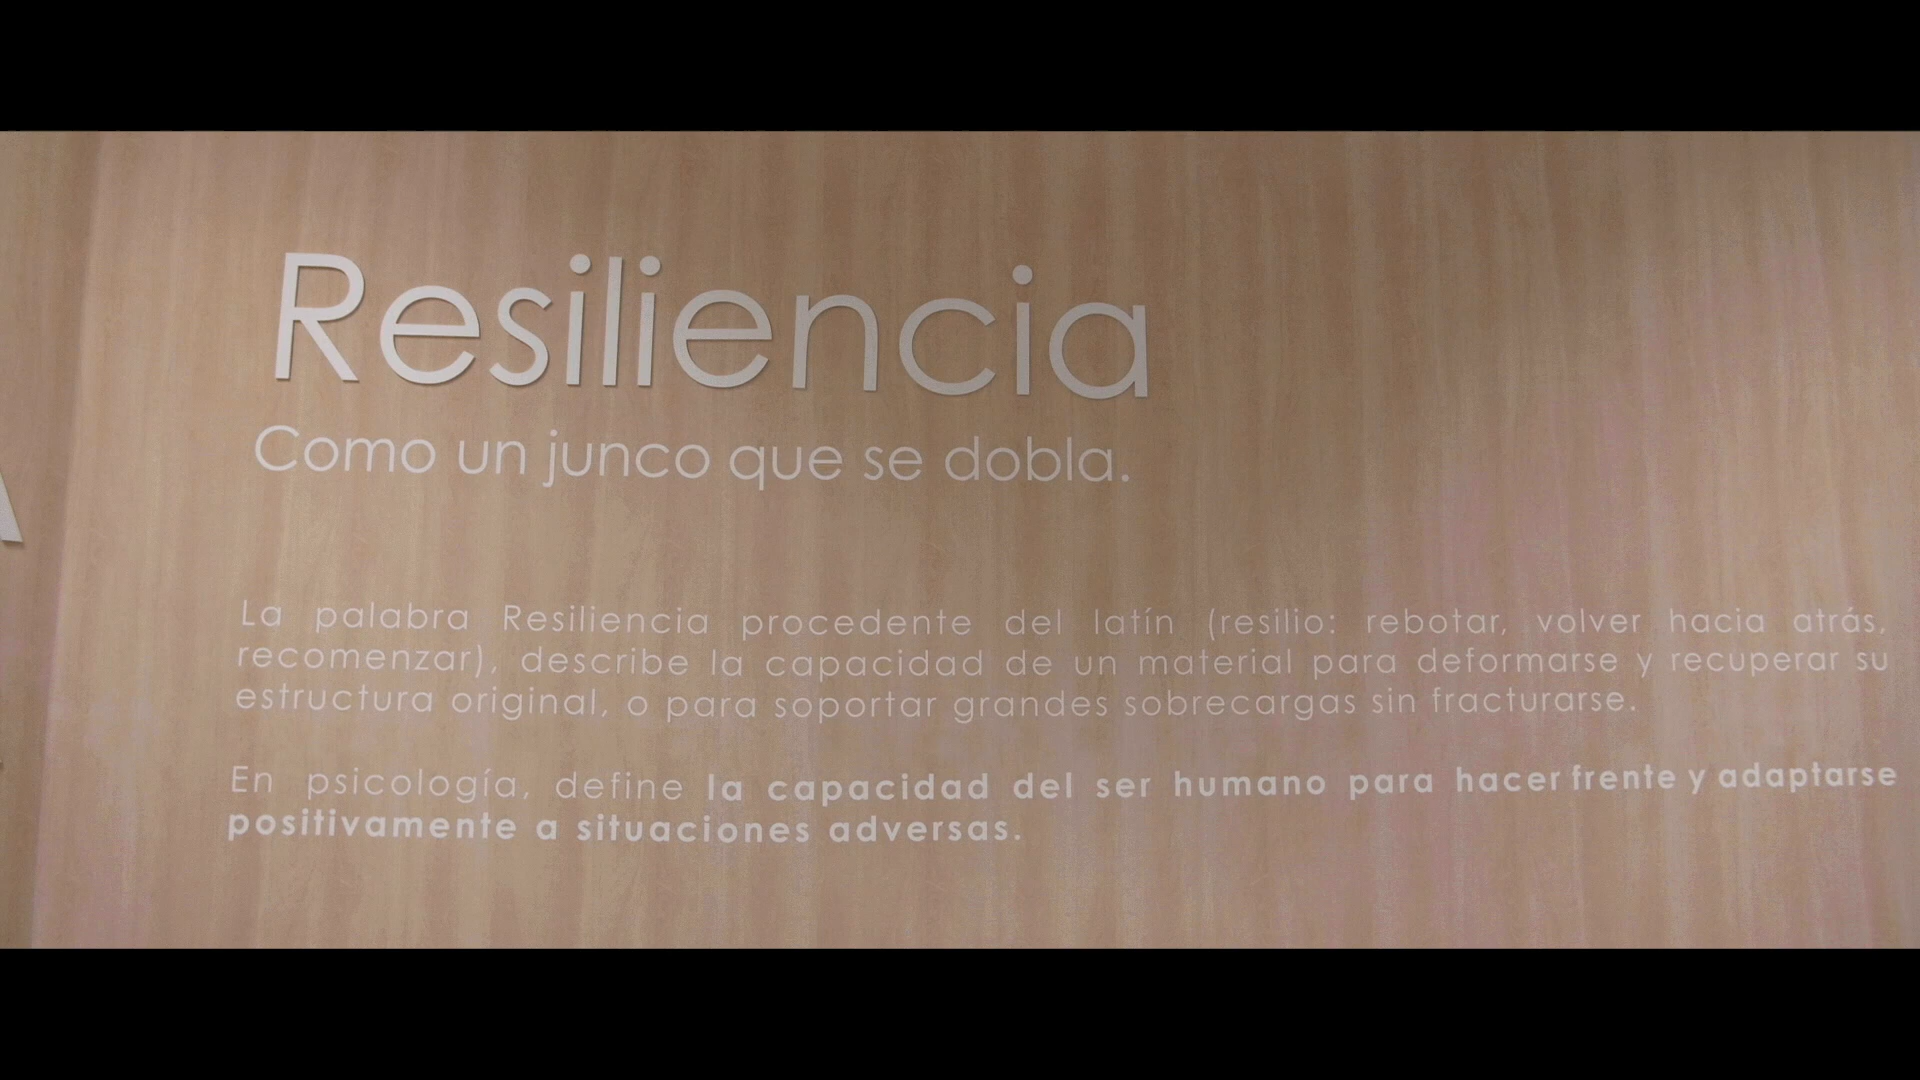 Resiliencia
Como un junco que se dobla.
La palabra Resiliencia procedente del latín (resilio: rebotar, volver hacia atrás,
recomenzar), describe la capacidad de un material para deformarse y recuperar su
estructura original, o para soportar grandes sobrecargas sin fracturarse.
En psicología, define la capacidad del ser humano para hacer frente y adaptarse
positivamente a situaciones adversas.